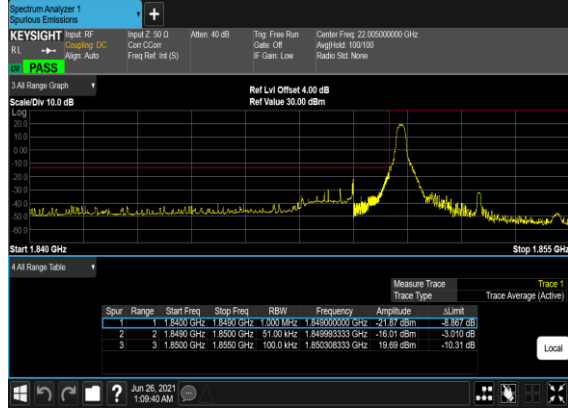 Spectrum Analyzer 1
Spurious Emissions
KEYSIGHT
RL
Input: RF
Coupling: DC
Align: Auto
Input Z: 50 Ω
Corr CCorr
Freq Ref: Int (S)
Atten: 40 dB
Trig: Free Run
Gate: Off
IF Gain: Low
Center Freq: 22.005000000 GHz
Avg|Hold: 100/100
Radio Std: None
PASS
3 All Range Graph
Scale/Div 10.0 dB
Ref Lvl Offset 4.00 dB
Ref Value 30.00 dBm
Log
20.0
10.0
0.00
-10.0
-20.0
-30.0
-40.0
-50.0
-60.0
Start 1.840 GHz
Stop 1.855 GHz
4 All Range Table
Measure Trace Trace 1
Trace Type Trace Average (Active)
Spur Range Start Freq Stop Freq RBW Frequency Amplitude ΔLimit
1 1 1.8400 GHz 1.8490 GHz 1.000 MHz 1.849000000 GHz -21.87 dBm -8.867 dB
2 2 1.8490 GHz 1.8500 GHz 51.00 kHz 1.849993333 GHz -16.01 dBm -3.010 dB
3 3 1.8500 GHz 1.8550 GHz 100.0 kHz 1.850308333 GHz 19.69 dBm -10.31 dB
Local
?
Jun 26, 2021
1:09:40 AM